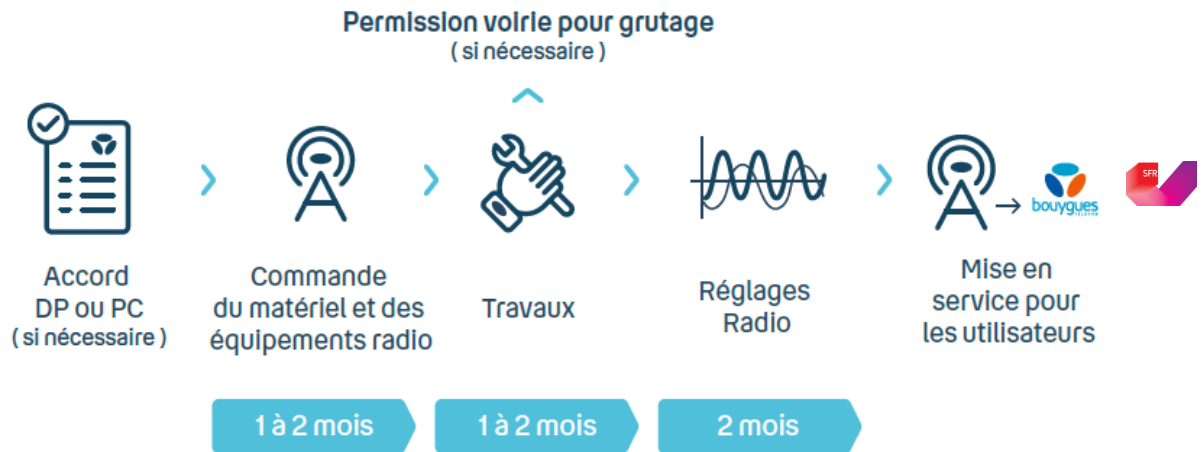 Permission voirie pour grutage
( si nécessaire )
Accord
DP ou PC
( si nécessaire )
Commande
du matériel et des
équipements radio
Travaux
Réglages
Radio
bouygues
TELECOM
SFR
Mise en
service pour
les utilisateurs
1 à 2 mois
1 à 2 mois
2 mois